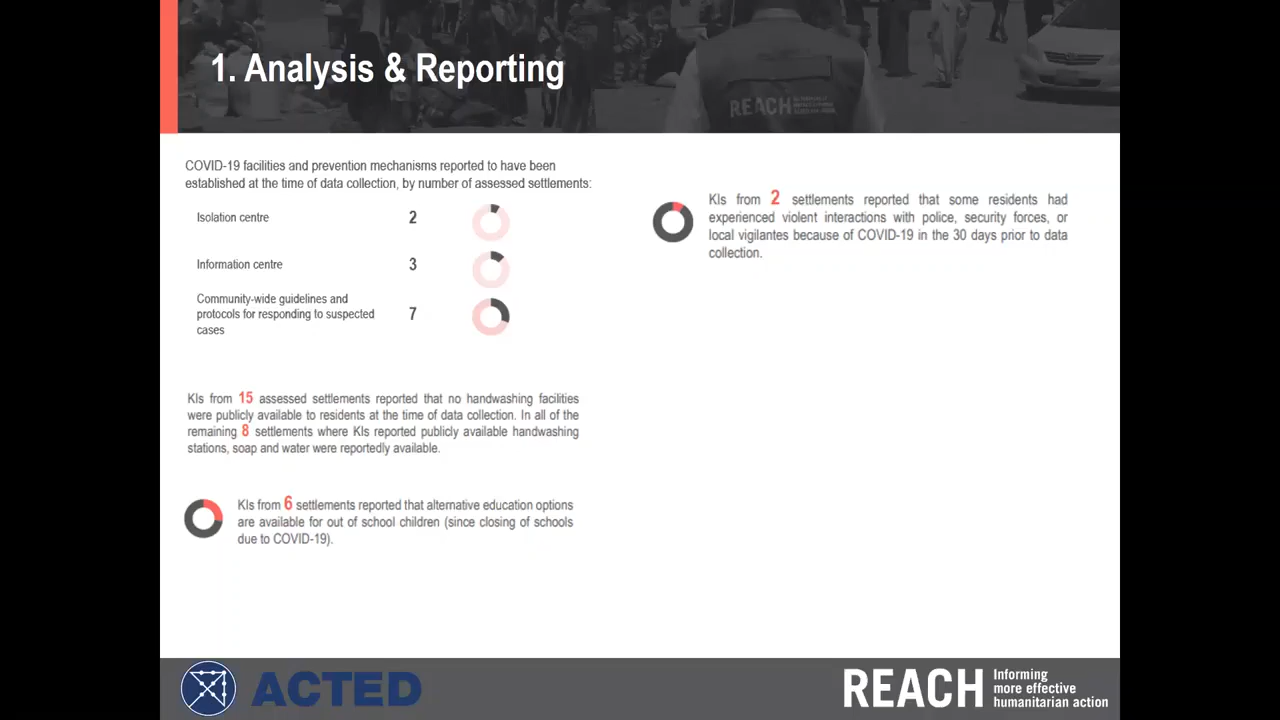 1. Analysis & Reporting
REACH
COVID-19 facilities and prevention mechanisms reported to have been
established at the time of data collection, by number of assessed settlements:
Isolation centre 2
Information centre 3
Community-wide guidelines and
protocols for responding to suspected 7
cases
KIs from 15 assessed settlements reported that no handwashing facilities
were publicly available to residents at the time of data collection. In all of the
remaining 8 settlements where KIs reported publicly available handwashing
stations, soap and water were reportedly available.
KIs from 6 settlements reported that alternative education options
are available for out of school children (since closing of schools
due to COVID-19).
KIs from 2 settlements reported that some residents had
experienced violent interactions with police, security forces, or
local vigilantes because of COVID-19 in the 30 days prior to data
collection.
ACTED
REACH
Informing
more effective
humanitarian action